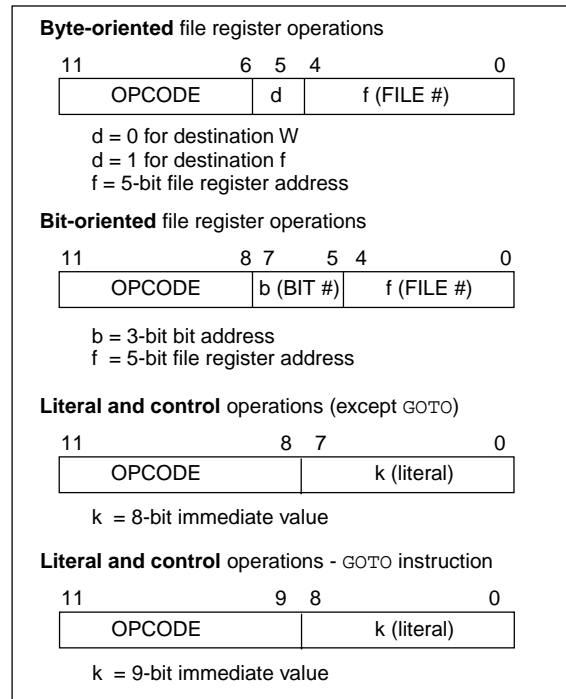 Byte-oriented file register operations
11 6 5 4 0
OPCODE d f (FILE #)
d = 0 for destination W
d = 1 for destination f
f = 5-bit file register address
Bit-oriented file register operations
11 8 7 5 4 0
OPCODE b (BIT #) f (FILE #)
b = 3-bit bit address
f = 5-bit file register address
Literal and control operations (except GOTO)
11 8 7 0
OPCODE k (literal)
k = 8-bit immediate value
Literal and control operations - GOTO instruction
11 9 8 0
OPCODE k (literal)
k = 9-bit immediate value